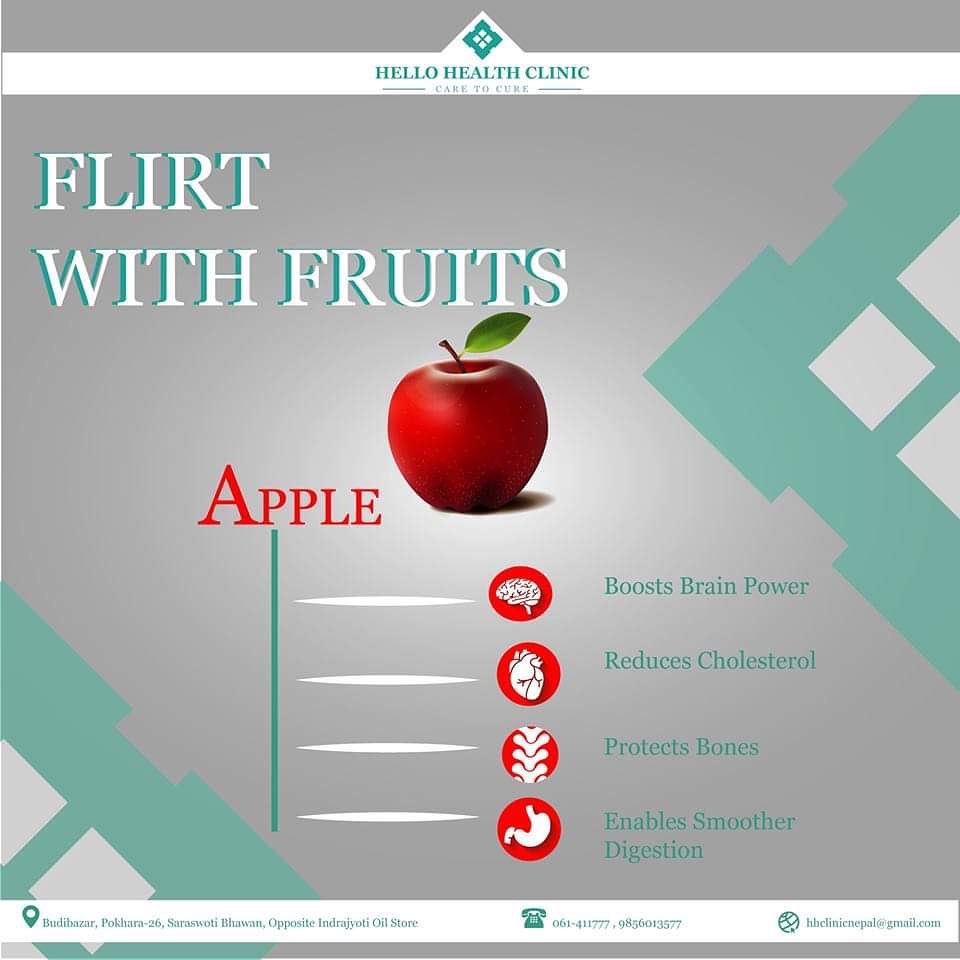 HELLO HEALTH CLINIC
CARE TO CURE
FLIRT
WITH FRUITS
APPLE
Boosts Brain Power
Reduces Cholesterol
Protects Bones
Enables Smoother
Digestion
Budibazar, Pokhara-26, Saraswoti Bhawan, Opposite Indrajyoti Oil Store
061-411777 , 9856013577
hhclinicnepal@gmail.com